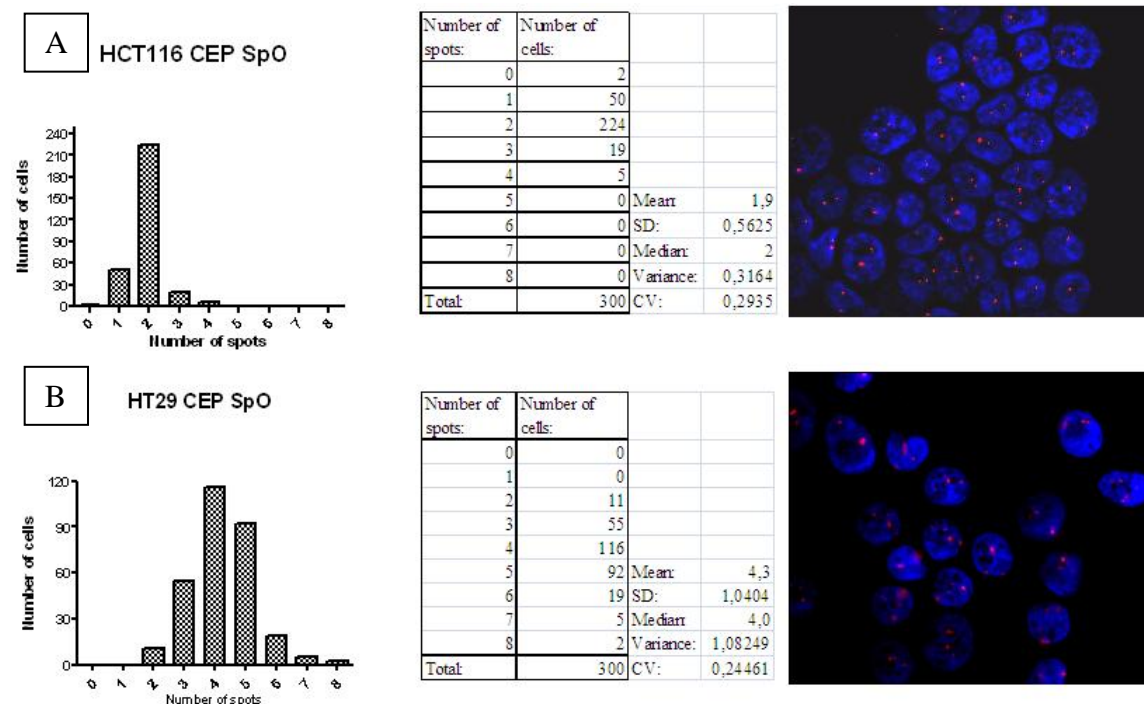 A
HCT116 CEP SpO
Number of cells
240
210
180
150
120
90
60
30
0
0 1 2 3 4 5 6 7 8
Number of spots
Number of spots: Number of cells:
0 2
1 50
2 224
3 19
4 5
5 0 Mean: 1,9
6 0 SD: 0,5625
7 0 Median: 2
8 0 Variance: 0,3164
Total: 300 CV: 0,2935
B
HT29 CEP SpO
Number of cells
120
90
60
30
0
0 1 2 3 4 5 6 7 8
Number of spots
Number of spots: Number of cells:
0 0
1 0
2 11
3 55
4 116
5 92 Mean: 4,3
6 19 SD: 1,0404
7 5 Median 4,0
8 2 Variance: 1,08249
Total: 300 CV: 0,24461